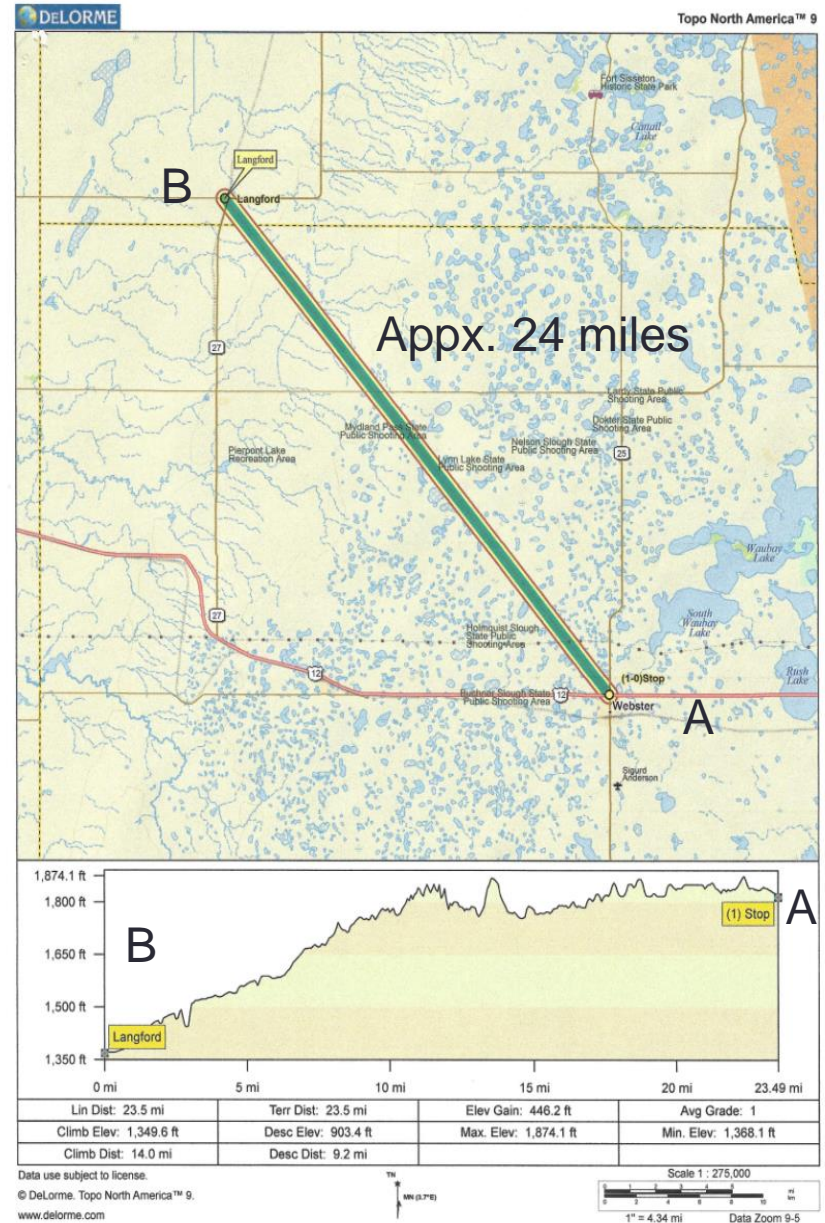 DELORME
Topo North America™ 9
Fort Sisseton
Historic State Park
Canail
Lake
Langford
B
Langford
Appx. 24 miles
27
Lardy State Public
Shooting Area
Mydland Pass State
Public Shooting Area
Dokter State Public
Shooting Area
Nelson Slough State
Public Shooting Area
25
Pierpont Lake
Recreation Area
Lynn Lake State
Public Shooting Area
Waubay
Lake
27
South
Waubay
Lake
Holmquist Slough
State Public
Shooting Area
12
(1-0)Stop
Rush
Lake
Buchner Slough State
Public Shooting Area
12
Webster
A
Sigurd
Anderson
1,874.1 ft
1,800 ft
1,650 ft
1,500 ft
1,350 ft
B
A
(1) Stop
Langford
0 mi
5 mi
10 mi
15 mi
20 mi
23.49 mi
Lin Dist: 23.5 mi
Terr Dist: 23.5 mi
Elev Gain: 446.2 ft
Avg Grade: 1
Climb Elev: 1,349.6 ft
Desc Elev: 903.4 ft
Max. Elev: 1,874.1 ft
Min. Elev: 1,368.1 ft
Climb Dist: 14.0 mi
Desc Dist: 9.2 mi
Data use subject to license.
© DeLorme. Topo North America™ 9.
www.delorme.com
TN
MN (3.7°E)
Scale 1 : 275,000
mi
km
1" = 4.34 mi
Data Zoom 9-5